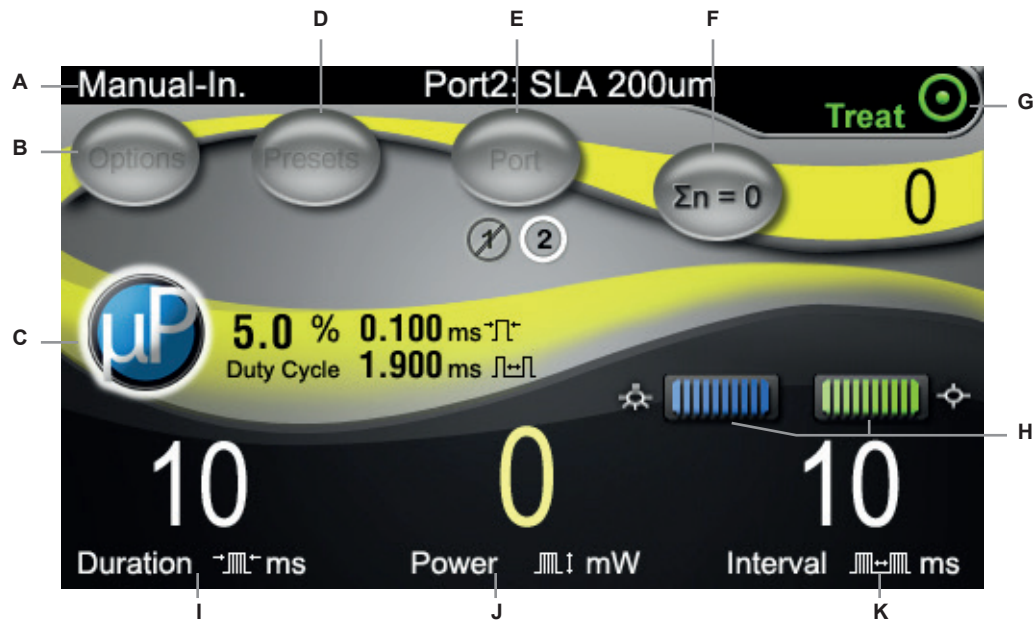 D E F
A Manual-In. Port2: SLA 200um
Treat G
B Options Presets Port
Σn = 0 0
1 2
C µP 5.0 % 0.100 ms
Duty Cycle 1.900 ms
H
10 0 10
Duration ms Power mW Interval ms
I J K